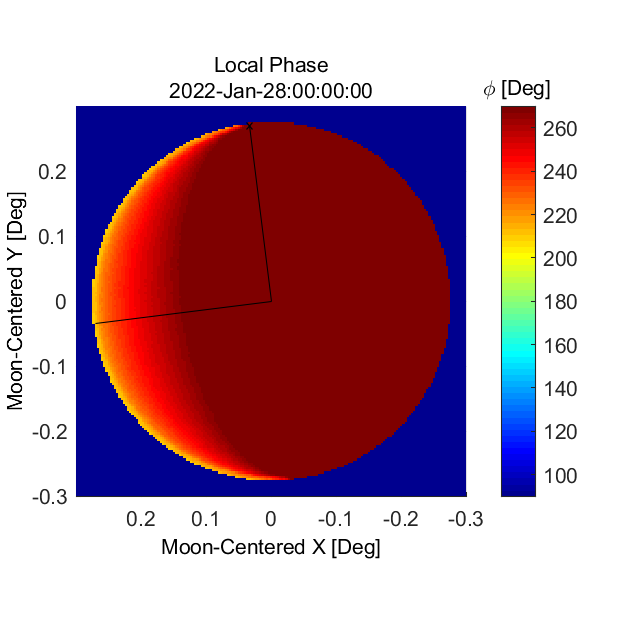 Local Phase
2022-Jan-28:00:00:00:00
ϕ [Deg]
0.2
0.1
0
-0.1
-0.2
-0.3
Moon-Centered Y [Deg]
0.2 0.1 0 -0.1 -0.2 -0.3
Moon-Centered X [Deg]
260
240
220
200
180
160
140
120
100